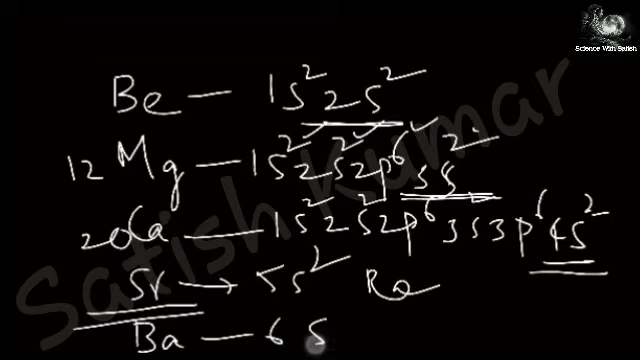 Science With Satish
Be — 1s² 2s²
12 Mg — 1s² 2s² 2p⁶ 3s²
20 Ca — 1s² 2s² 2p⁶ 3s 3p⁶ 4s²
Sr → 5s² Ra
Ba — 6s
Satish Kumar